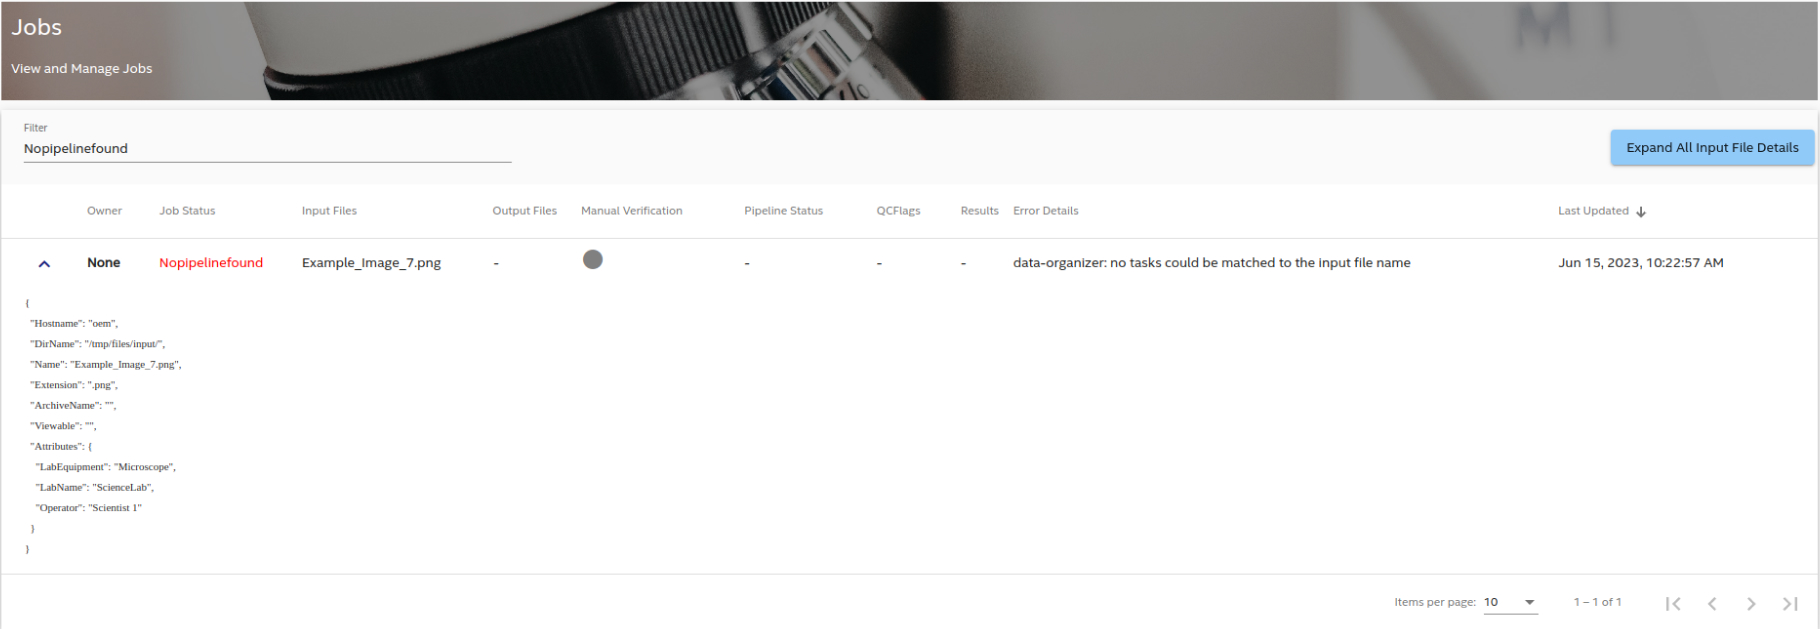 Jobs
View and Manage Jobs
Filter
Nopipelinefound
Expand All Input File Details
Owner Job Status Input Files Output Files Manual Verification Pipeline Status QCFlags Results Error Details Last Updated
None Nopipelinefound Example_Image_7.png - - - - data-organizer: no tasks could be matched to the input file name Jun 15, 2023, 10:22:57 AM
{
"Hostname": "oem",
"DirName": "/tmp/files/input/",
"Name": "Example_Image_7.png",
"Extension": ".png",
"ArchiveName": "",
"Viewable": "",
"Attributes": {
"LabEquipment": "Microscope",
"LabName": "ScienceLab",
"Operator": "Scientist 1"
}
}
Items per page: 10 1 – 1 of 1